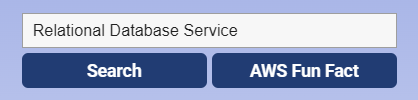 Relational Database Service
Search
AWS Fun Fact